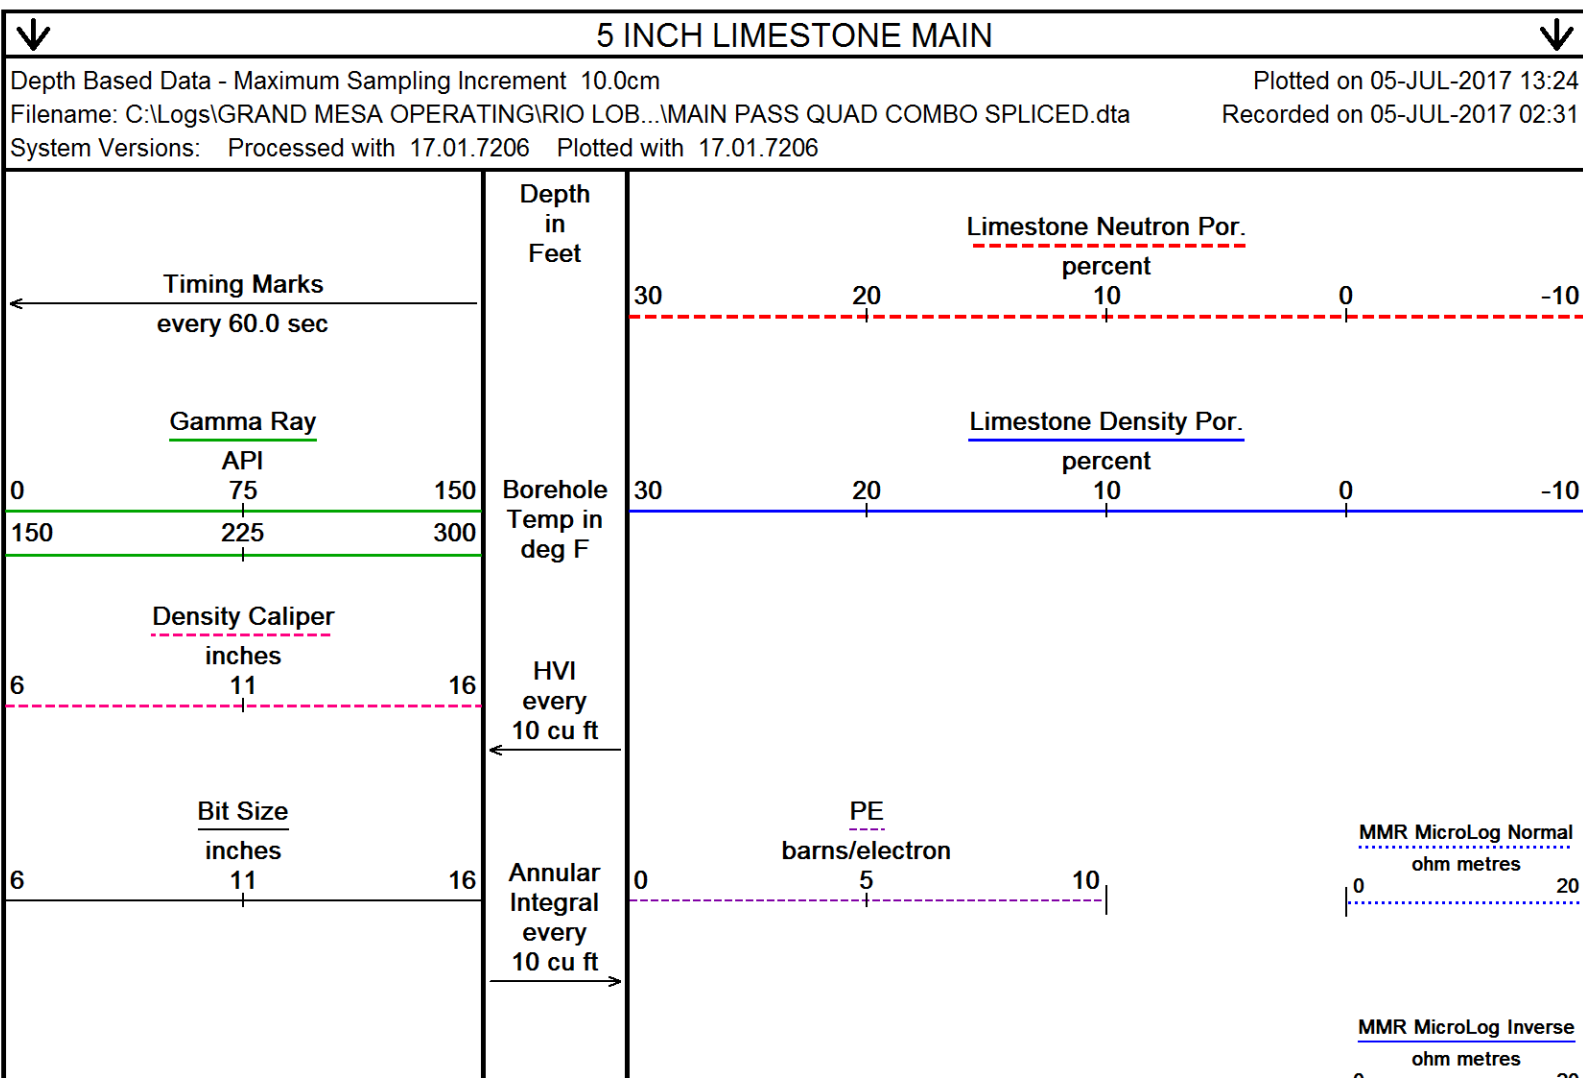 5 INCH LIMESTONE MAIN
Depth Based Data - Maximum Sampling Increment 10.0cm
Plotted on 05-JUL-2017 13:24
Filename: C:\Logs\GRAND MESA OPERATING\RIO LOB...\MAIN PASS QUAD COMBO SPLICED.dta
Recorded on 05-JUL-2017 02:31
System Versions: Processed with 17.01.7206 Plotted with 17.01.7206
Timing Marks
every 60.0 sec
Gamma Ray
API
0 75 150
150 225 300
Density Caliper
inches
6 11 16
Bit Size
inches
6 11 16
Depth
in
Feet
Borehole
Temp in
deg F
HVI
every
10 cu ft
Annular
Integral
every
10 cu ft
Limestone Neutron Por.
percent
30 20 10 0 -10
Limestone Density Por.
percent
30 20 10 0 -10
PE
barns/electron
0 5 10
MMR MicroLog Normal
ohm metres
0 20
MMR MicroLog Inverse
ohm metres